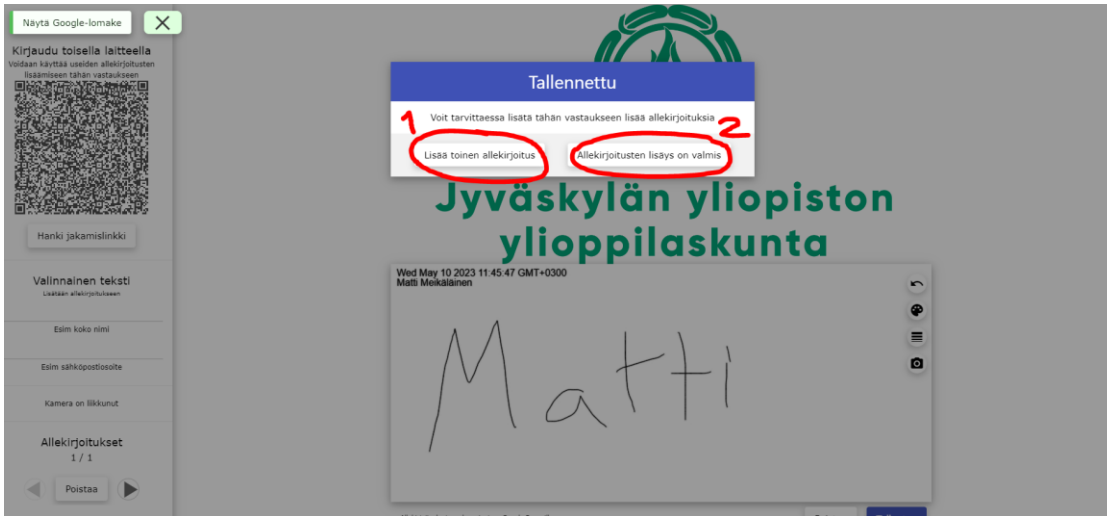 Näytä Google-lomake
Kirjaudu toisella laitteella
Voidaan käyttää useiden allekirjoitusten
lisäämiseen tähän vastaukseen
Hanki jakamislinkki
Valinnainen teksti
Lisätään allekirjoitukseen
Esim koko nimi
Esim sähköpostiosoite
Kamera on liikkunut
Allekirjoitukset
1 / 1
Poistaa
Tallennettu
1 Voit tarvittaessa lisätä tähän vastaukseen lisää allekirjoituksia 2
Lisää toinen allekirjoitus
Allekirjoitusten lisäys on valmis
Jyväskylän yliopiston
ylioppilaskunta
Wed May 10 2023 11:45:47 GMT+0300
Matti Meikäläinen
Matti